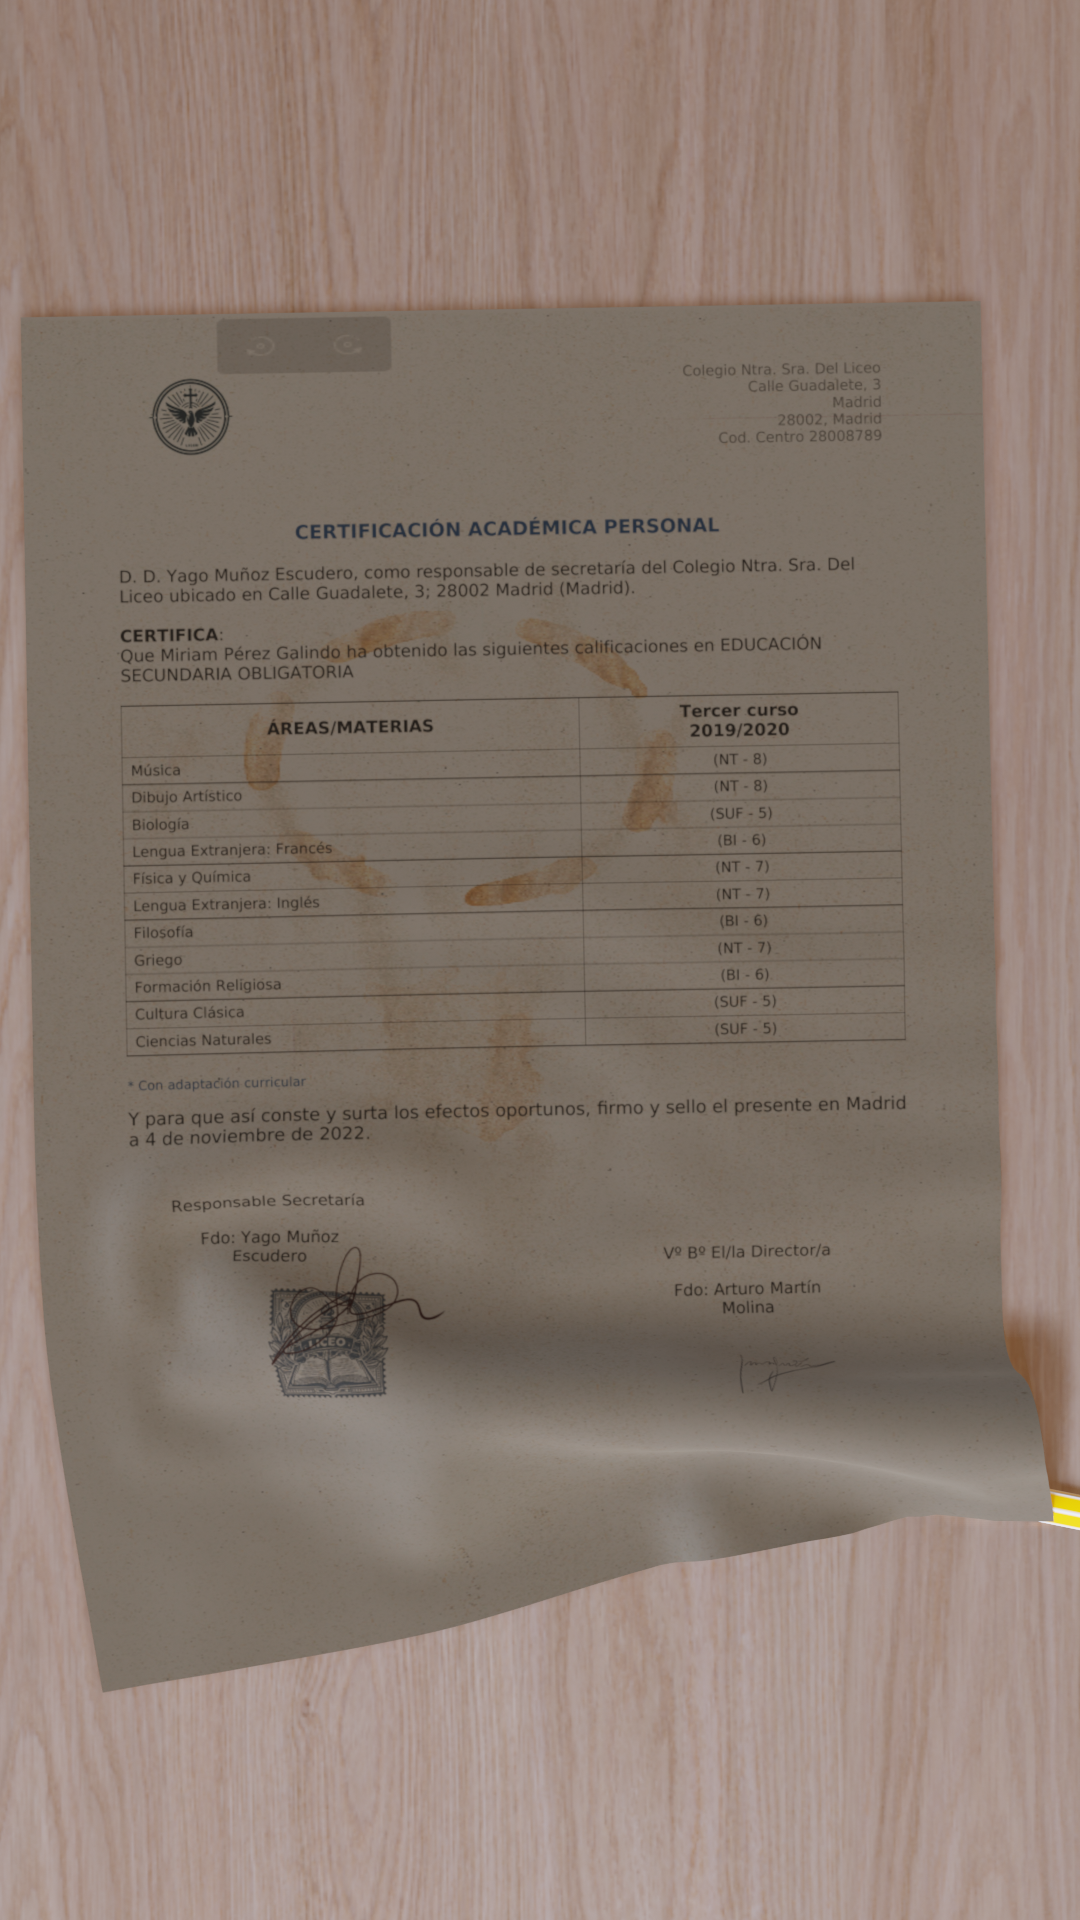 Colegio Ntra. Sra. Del Liceo
Calle Guadalete, 3
Madrid
28002, Madrid
Cod. Centro 28008789
CERTIFICACIÓN ACADÉMICA PERSONAL
D. D. Yago Muñoz Escudero, como responsable de secretaría del Colegio Ntra. Sra. Del
Liceo ubicado en Calle Guadalete, 3; 28002 Madrid (Madrid).
CERTIFICA:
Que Miriam Pérez Galindo ha obtenido las siguientes calificaciones en EDUCACIÓN
SECUNDARIA OBLIGATORIA
ÁREAS/MATERIAS Tercer curso
2019/2020
Música (NT - 8)
Dibujo Artístico (NT - 8)
Biología (SUF - 5)
Lengua Extranjera: Francés (BI - 6)
Física y Química (NT - 7)
Lengua Extranjera: Inglés (NT - 7)
Filosofía (BI - 6)
Griego (NT - 7)
Formación Religiosa (BI - 6)
Cultura Clásica (SUF - 5)
Ciencias Naturales (SUF - 5)
* Con adaptación curricular
Y para que así conste y surta los efectos oportunos, firmo y sello el presente en Madrid
a 4 de noviembre de 2022.
Responsable Secretaría
Fdo: Yago Muñoz
Escudero
Vº Bº El/la Director/a
Fdo: Arturo Martín
Molina
LICEO